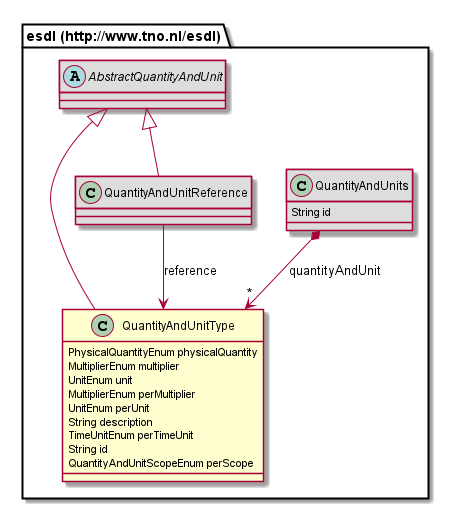 esdl (http://www.tno.nl/esdl)
A AbstractQuantityAndUnit
C QuantityAndUnitReference
C QuantityAndUnits
String id
reference
quantityAndUnit
*
C QuantityAndUnitType
PhysicalQuantityEnum physicalQuantity
MultiplierEnum multiplier
UnitEnum unit
MultiplierEnum perMultiplier
UnitEnum perUnit
String description
TimeUnitEnum perTimeUnit
String id
QuantityAndUnitScopeEnum perScope